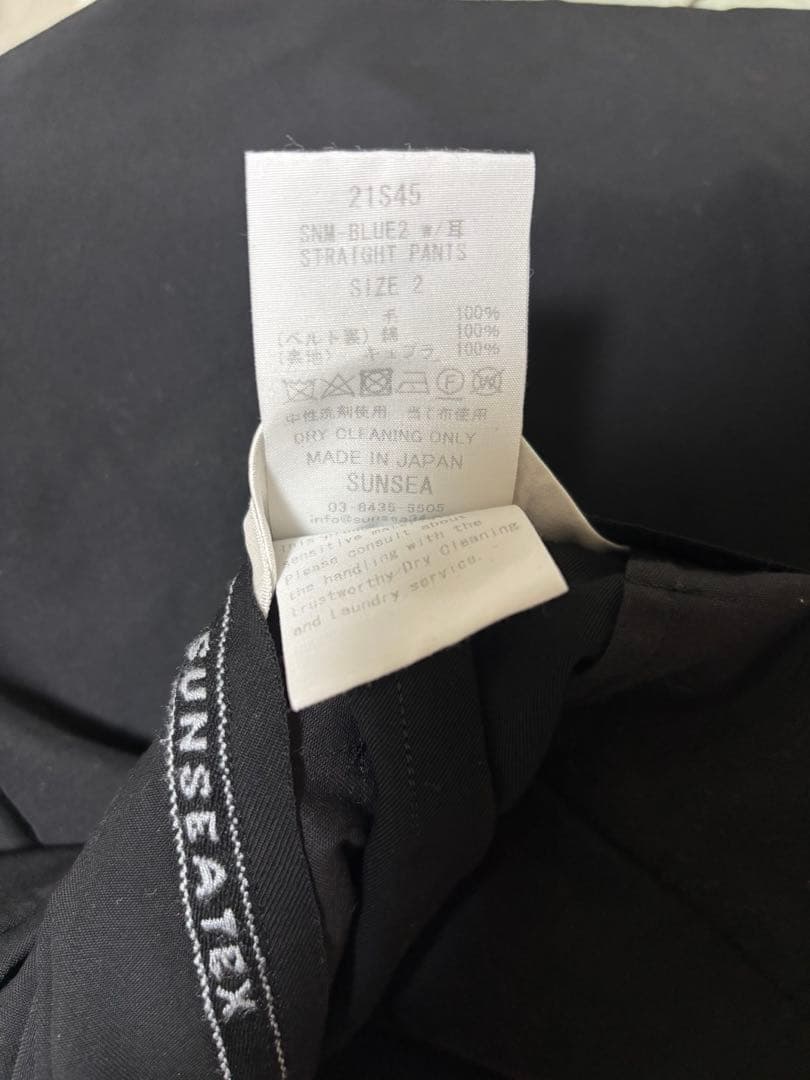 21S45
SNM-BLUE2 w/耳
STRAIGHT PANTS
SIZE 2
毛 100%
(ベルト裏) 綿 100%
(裏地) キュプラ 100%
中性洗剤使用 当て布使用
DRY CLEANING ONLY
MADE IN JAPAN
SUNSEA
03-6435-5505
sensitive
Please consult with the
the handling with the
trustworthy Dry Cleaning
and laundry service.
SUNSEATEX